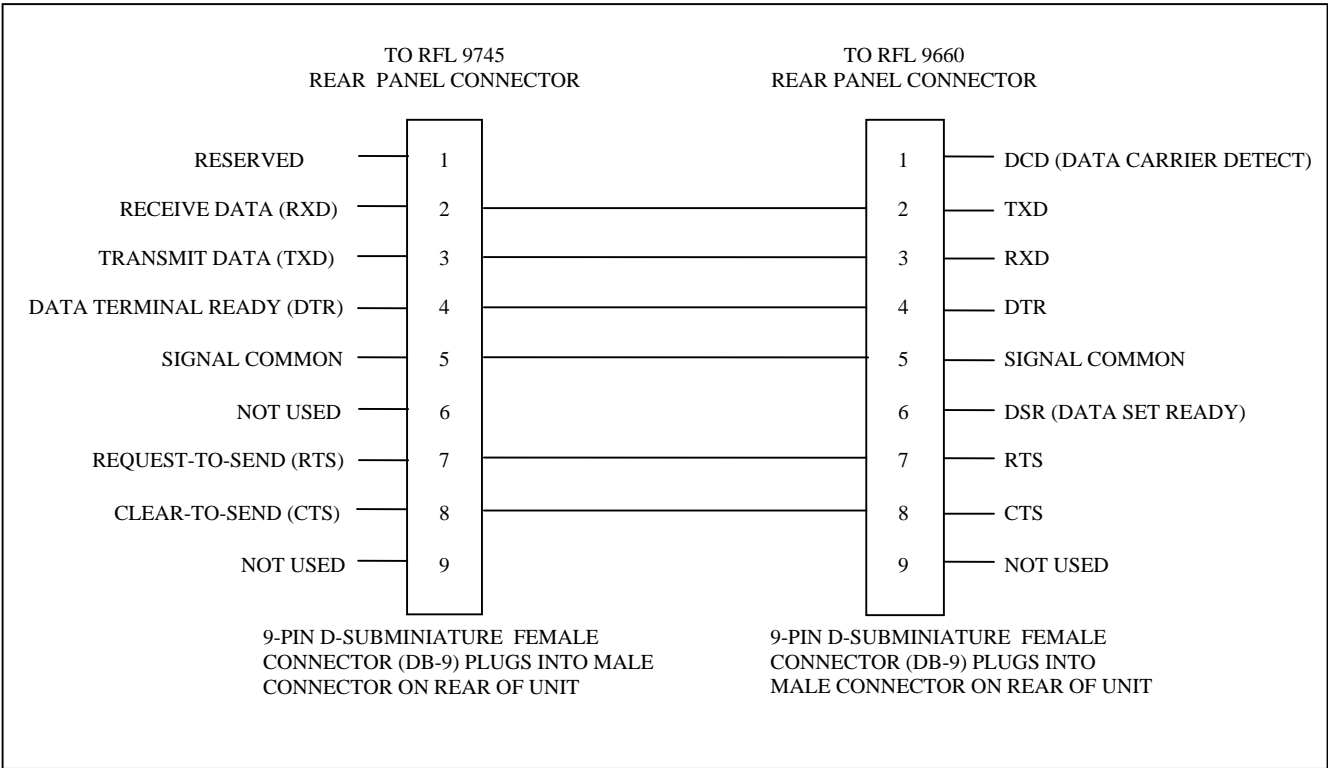 TO RFL 9745
REAR PANEL CONNECTOR
TO RFL 9660
REAR PANEL CONNECTOR
RESERVED 1 1 DCD (DATA CARRIER DETECT)
RECEIVE DATA (RXD) 2 2 TXD
TRANSMIT DATA (TXD) 3 3 RXD
DATA TERMINAL READY (DTR) 4 4 DTR
SIGNAL COMMON 5 5 SIGNAL COMMON
NOT USED 6 6 DSR (DATA SET READY)
REQUEST-TO-SEND (RTS) 7 7 RTS
CLEAR-TO-SEND (CTS) 8 8 CTS
NOT USED 9 9 NOT USED
9-PIN D-SUBMINIATURE FEMALE
CONNECTOR (DB-9) PLUGS INTO MALE
CONNECTOR ON REAR OF UNIT
9-PIN D-SUBMINIATURE FEMALE
CONNECTOR (DB-9) PLUGS INTO
MALE CONNECTOR ON REAR OF UNIT